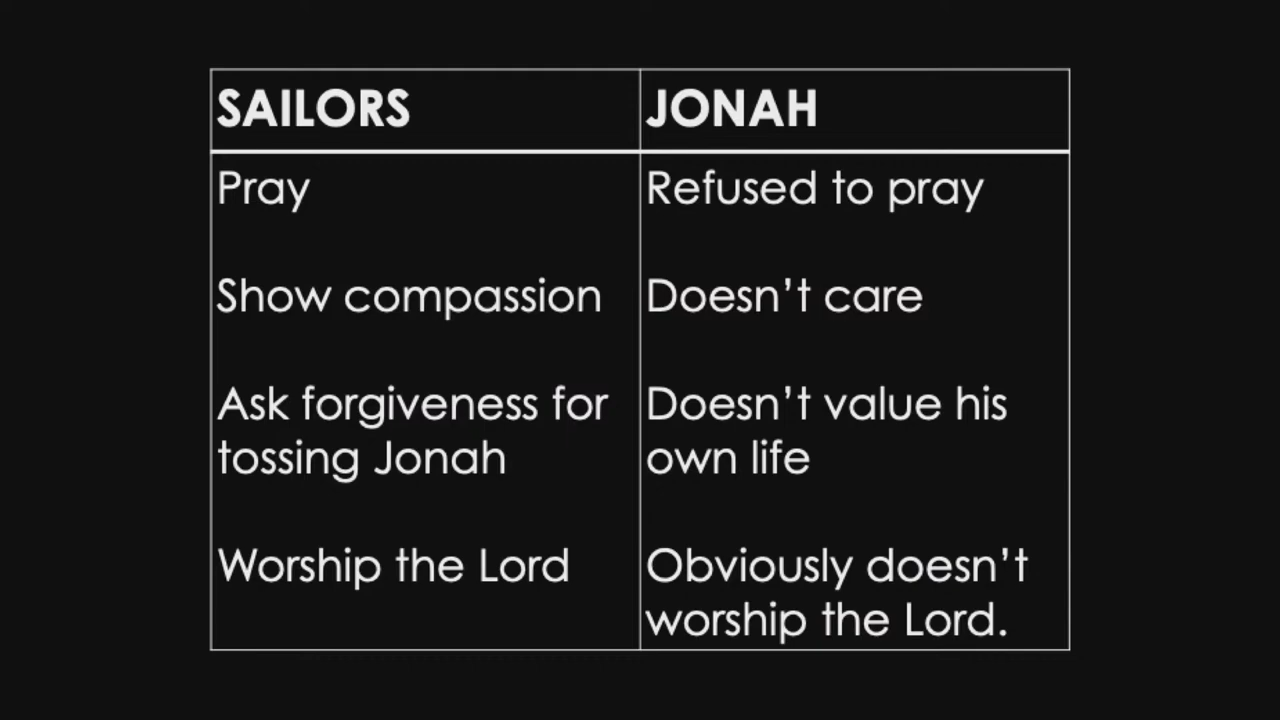 SAILORS
JONAH
Pray
Refused to pray
Show compassion
Doesn’t care
Ask forgiveness for
tossing Jonah
Doesn’t value his
own life
Worship the Lord
Obviously doesn’t
worship the Lord.